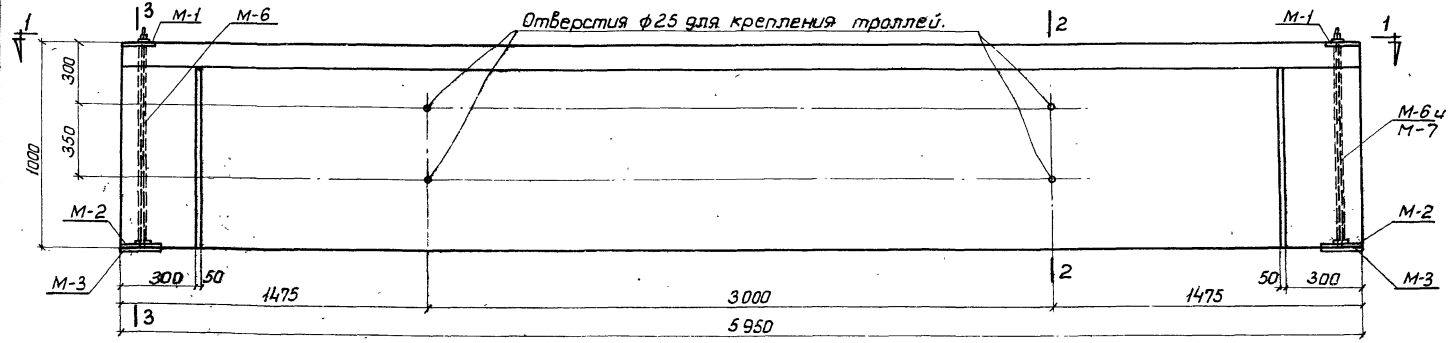 1
3
М-1
М-6
Отверстия ф25 для крепления троллей.
2
М-1
1
300
350
1000
М-6 и
М-7
М-2
М-3
М-2
М-3
300
50
1475
3000
2
1475
50
300
3
5950